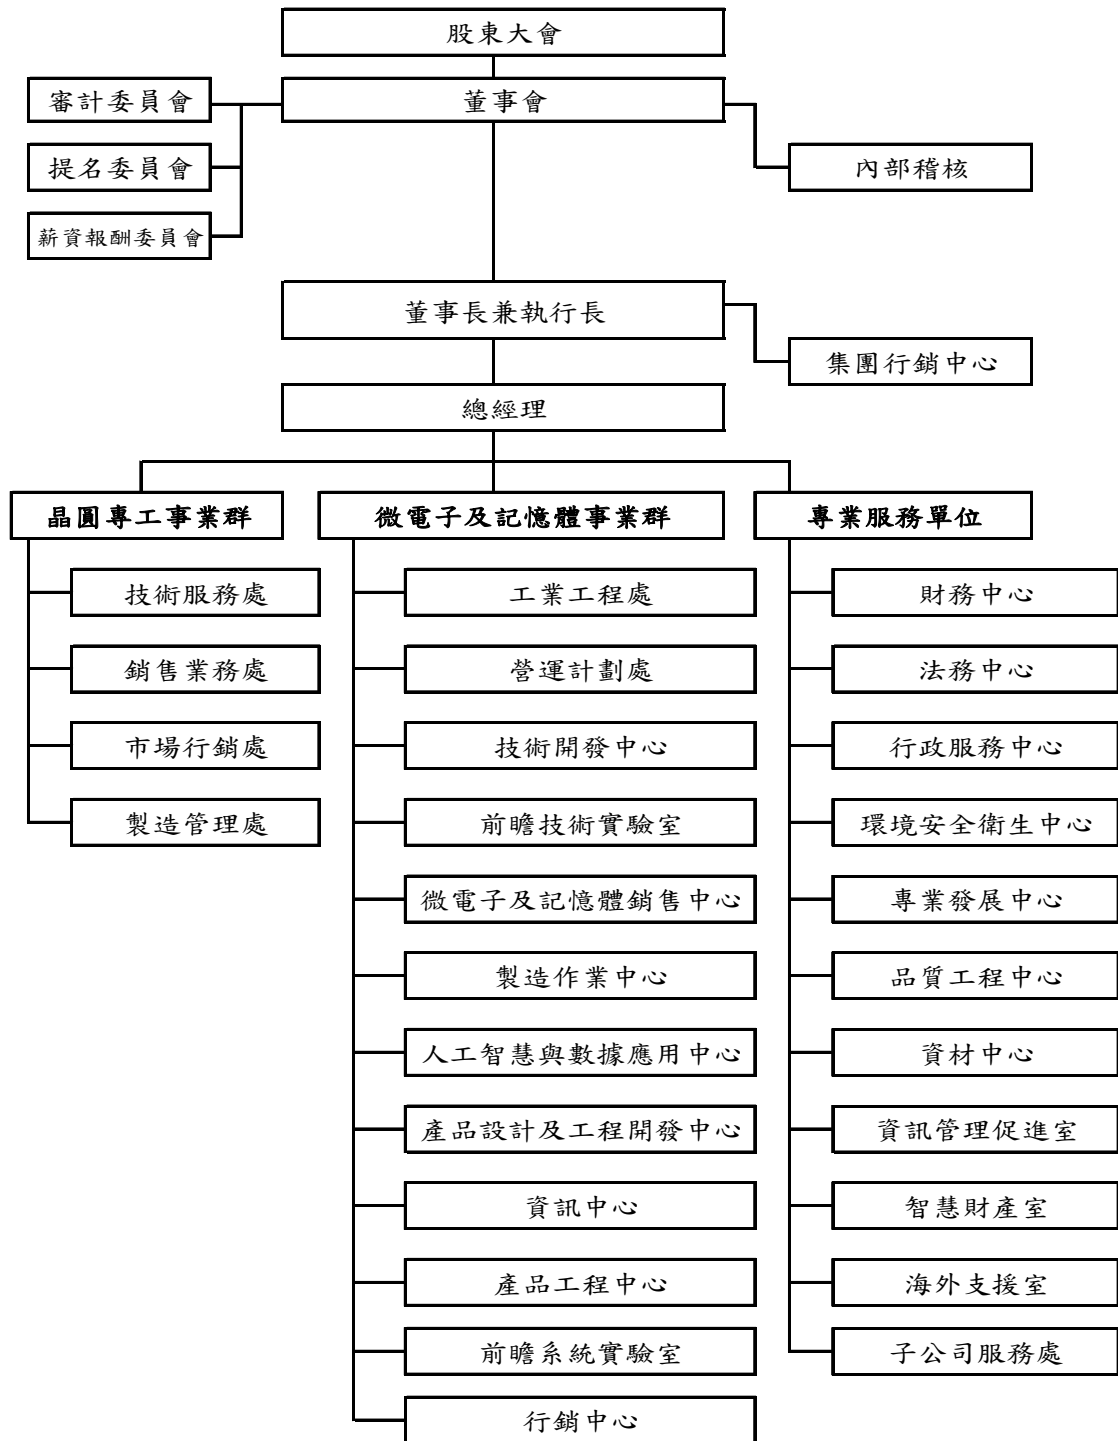 股東大會
審計委員會
董事會
提名委員會
內部稽核
薪資報酬委員會
董事長兼執行長
集團行銷中心
總經理
晶圓專工事業群
技術服務處
銷售業務處
市場行銷處
製造管理處
微電子及記憶體事業群
工業工程處
營運計劃處
技術開發中心
前瞻技術實驗室
微電子及記憶體銷售中心
製造作業中心
人工智慧與數據應用中心
產品設計及工程開發中心
資訊中心
產品工程中心
前瞻系統實驗室
行銷中心
專業服務單位
財務中心
法務中心
行政服務中心
環境安全衛生中心
專業發展中心
品質工程中心
資材中心
資訊管理促進室
智慧財產室
海外支援室
子公司服務處